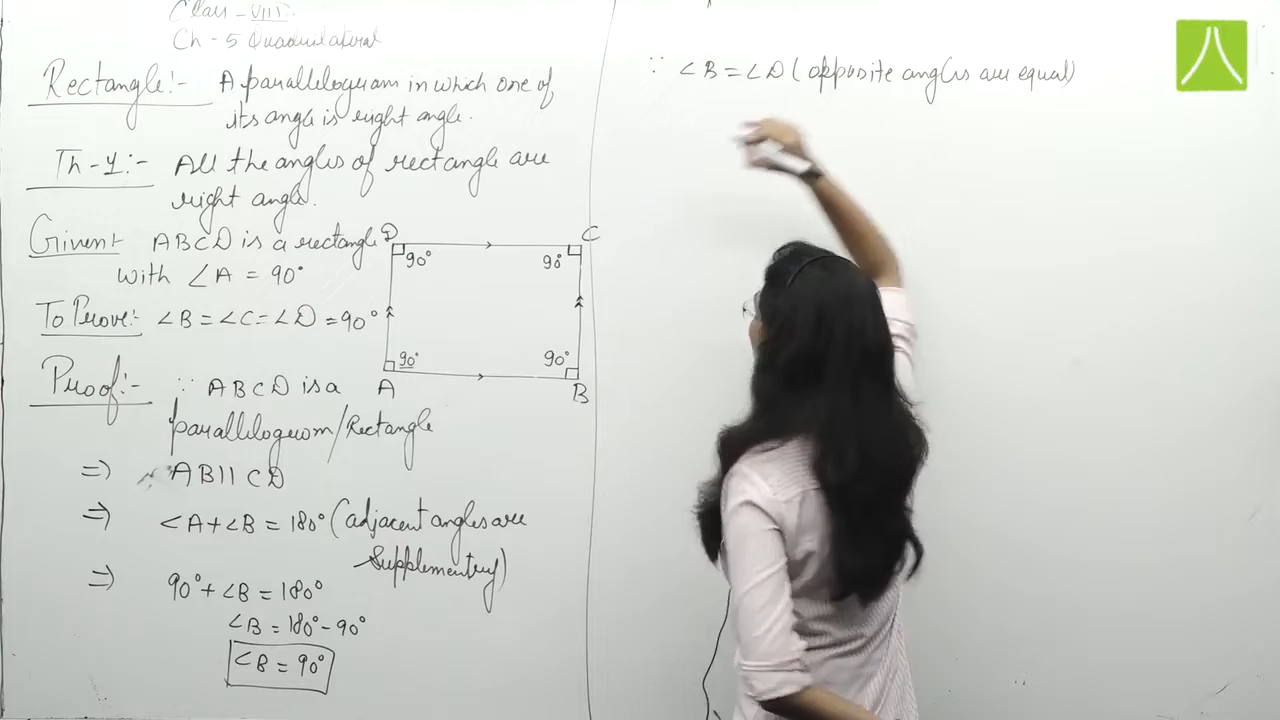 Class - VIII
Ch - 5 Quadrilateral
Rectangle:- A parallelogram in which one of
its angle is right angle.
Th-1:- All the angles of rectangle are
right angle.
Given:- ABCD is a rectangle
with ∠A = 90°
To Prove:- ∠B = ∠C = ∠D = 90°
Proof:- ∵ ABCD is a
parallelogram/Rectangle
=> AB || CD
=> ∠A + ∠B = 180° (adjacent angles are
Supplementry)
=> 90° + ∠B = 180°
∠B = 180° - 90°
∠B = 90°
D C
90° 90°
90° 90°
A B
∵ ∠B = ∠D (opposite angles are equal)